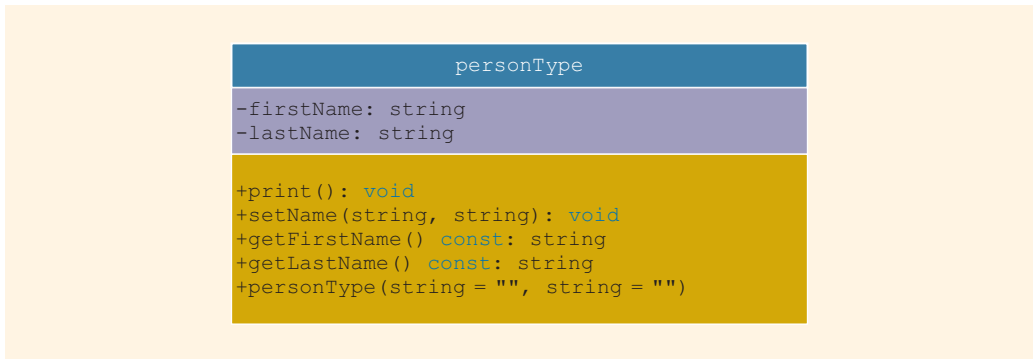 personType
-firstName: string
-lastName: string
+print(): void
+setName(string, string): void
+getFirstName() const: string
+getLastName() const: string
+personType(string = "", string = "")